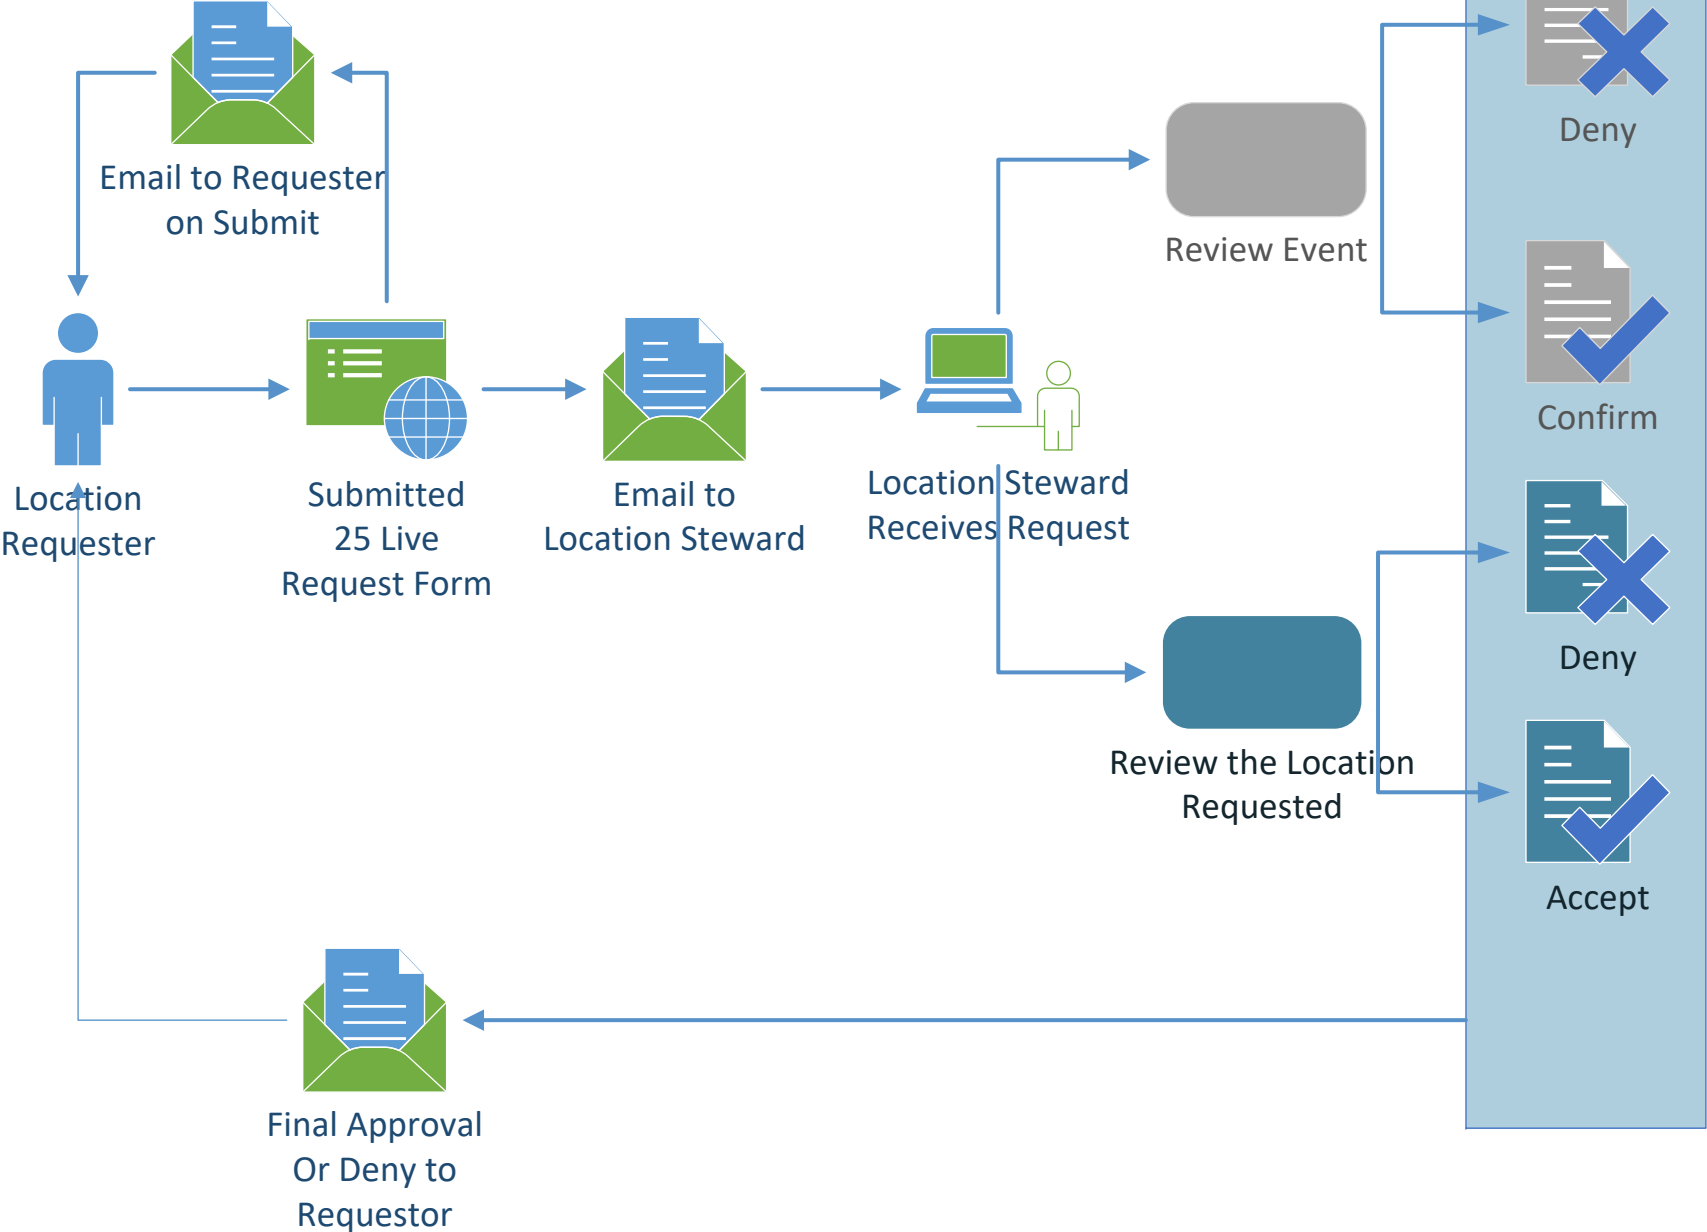 Deny
Email to Requester
on Submit
Review Event
Confirm
Location
Requester
Submitted
25 Live
Request Form
Email to
Location Steward
Location Steward
Receives Request
Deny
Review the Location
Requested
Accept
Final Approval
Or Deny to
Requestor